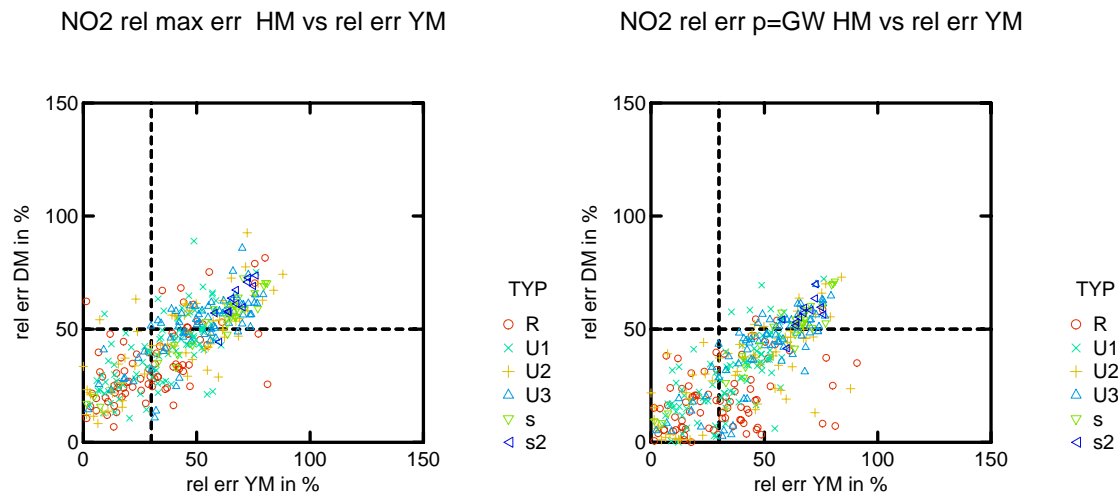 NO2 rel max err  HM vs rel err YM
150
100
50
0
0 50 100 150
rel err DM in %
rel err YM in %
TYP
R
U1
U2
U3
s
s2
NO2 rel err p=GW HM vs rel err YM
150
100
50
0
0 50 100 150
rel err DM in %
rel err YM in %
TYP
R
U1
U2
U3
s
s2